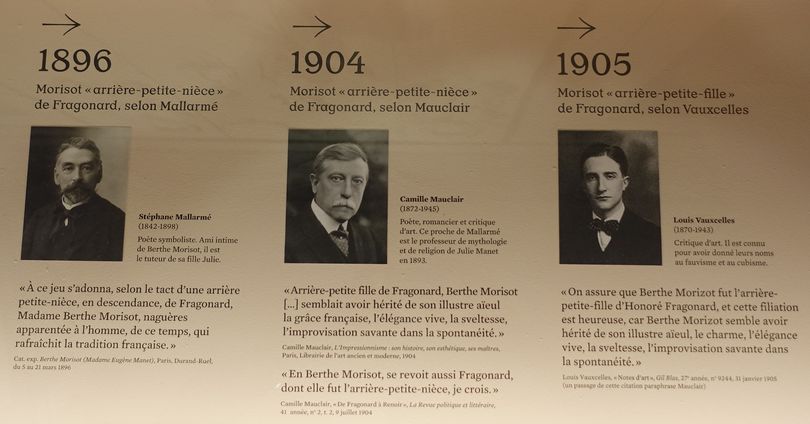 1896
Morisot « arrière-petite-nièce »
de Fragonard, selon Mallarmé
Stéphane Mallarmé
(1842-1898)
Poète symboliste. Ami intime
de Berthe Morisot, il est
le tuteur de sa fille Julie.
« À ce jeu s’adonna, selon le tact d’une arrière
petite-nièce, en descendance, de Fragonard,
Madame Berthe Morisot, naguères
apparentée à l’homme, de ce temps, qui
rafraîchit la tradition française. »
Cat. exp. Berthe Morisot (Madame Eugène Manet), Paris, Durand-Ruel,
du 5 au 21 mars 1896
1904
Morisot « arrière-petite-nièce »
de Fragonard, selon Mauclair
Camille Mauclair
(1872-1945)
Poète, romancier et critique
d’art. Ce proche de Mallarmé
est le professeur de mythologie
et de religion de Julie Manet
en 1893.
« Arrière-petite fille de Fragonard, Berthe Morisot
[...] semblait avoir hérité de son illustre aïeul
la grâce française, l’élégance vive, la sveltesse,
l’improvisation savante dans la spontanéité. »
Camille Mauclair, L’Impressionnisme : son histoire, son esthétique, ses maîtres,
Paris, Librairie de l’art ancien et moderne, 1904
« En Berthe Morisot, se revoit aussi Fragonard,
dont elle fut l’arrière-petite-nièce, je crois. »
Camille Mauclair, « De Fragonard à Renoir », La Revue politique et littéraire,
41 année, n° 2, t. 2, 9 juillet 1904
1905
Morisot « arrière-petite-fille »
de Fragonard, selon Vauxcelles
Louis Vauxcelles
(1870-1943)
Critique d’art. Il est connu
pour avoir donné leurs noms
au fauvisme et au cubisme.
« On assure que Berthe Morizot fut l’arrière-
petite-fille d’Honoré Fragonard, et cette filiation
est heureuse, car Berthe Morizot semble avoir
hérité de son illustre aïeul, le charme, l’élégance
vive, la sveltesse, l’improvisation savante dans
la spontanéité. »
Louis Vauxcelles, « Notes d’art », Gil Blas, 27e année, n° 9244, 31 janvier 1905
(un passage de cette citation paraphrase Mauclair)